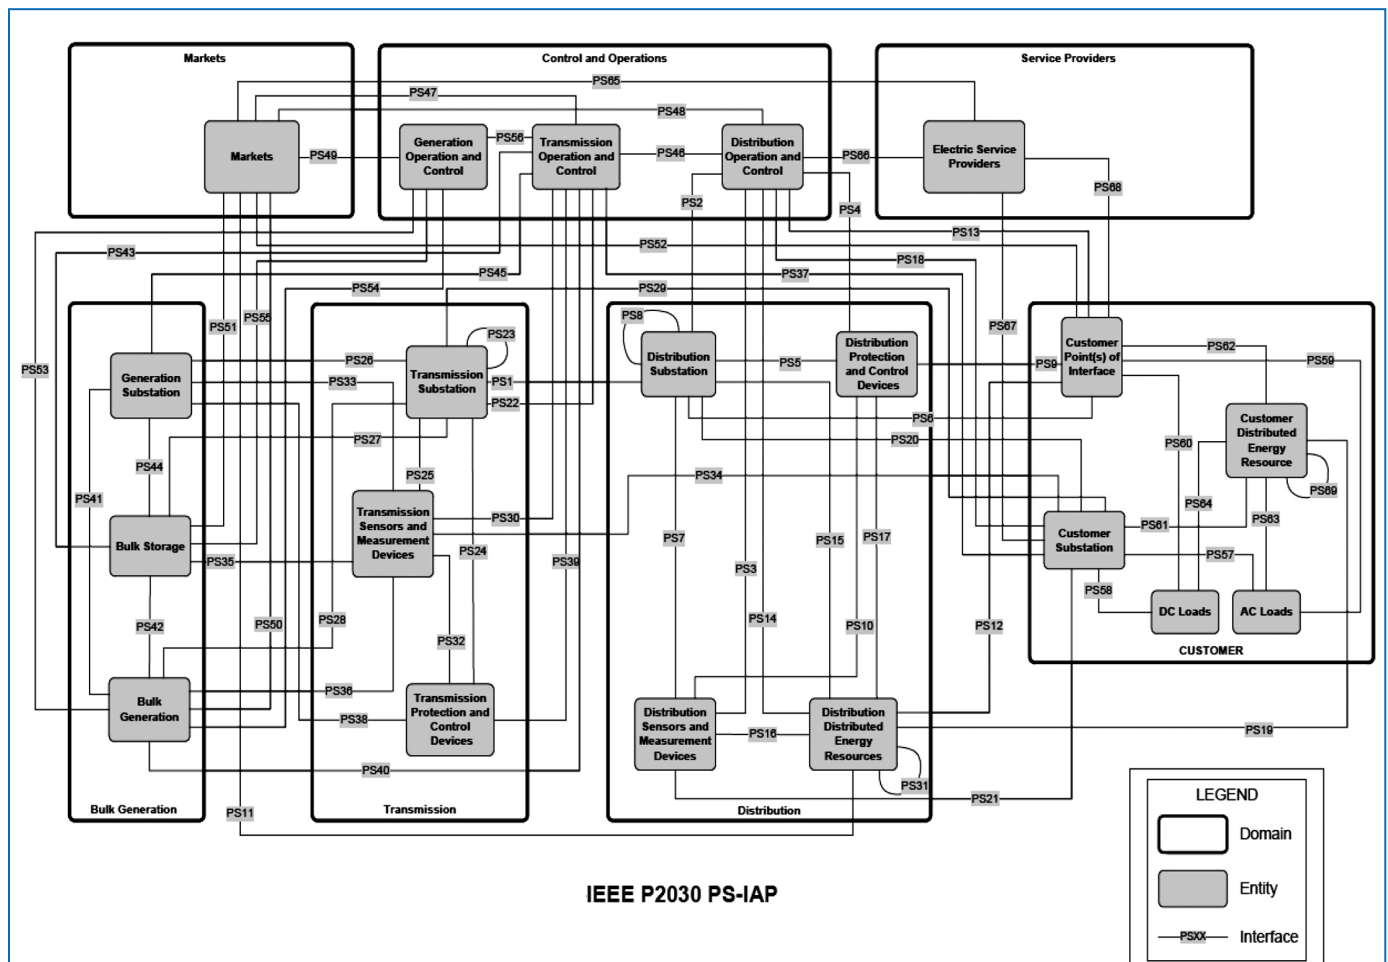 Markets
Control and Operations
Service Providers
PS65
PS47
PS48
Markets
PS49
Generation
Operation and
Control
PS56
Transmission
Operation and
Control
PS46
Distribution
Operation and
Control
PS66
Electric Service
Providers
PS68
PS2
PS4
PS13
PS43
PS52
PS18
PS45
PS37
PS54
PS29
PS51
PS55
PS8
PS23
PS67
PS53
PS26
PS33
Generation
Substation
Transmission
Substation
PS1
PS22
Distribution
Substation
PS5
Distribution
Protection
and Control
Devices
PS9
Customer
Point(s) of
Interface
PS62
PS59
PS6
PS27
PS20
PS60
Customer
Distributed
Energy
Resource
PS44
PS41
PS25
PS34
PS64
PS69
PS63
Transmission
Sensors and
Measurement
Devices
PS30
PS61
Bulk Storage
PS35
PS24
PS39
PS7
PS3
PS15
PS17
Customer
Substation
PS57
PS58
DC Loads
AC Loads
PS42
PS50
PS28
PS32
PS14
PS10
PS12
CUSTOMER
PS36
PS38
Bulk
Generation
Transmission
Protection and
Control
Devices
Distribution
Sensors and
Measurement
Devices
PS16
Distribution
Distributed
Energy
Resources
PS19
PS40
PS31
PS21
PS11
Bulk Generation
Transmission
Distribution
LEGEND
Domain
Entity
PSXX
Interface
IEEE P2030 PS-IAP